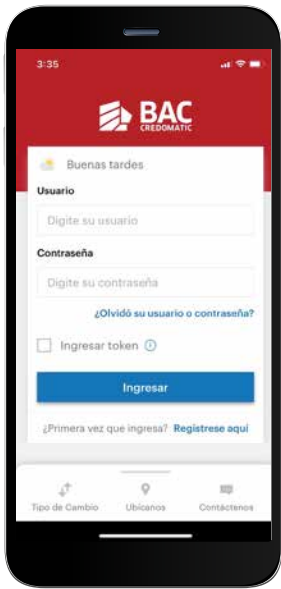 3:35
BAC
CREDOMATIC
Buenas tardes
Usuario
Digite su usuario
Contraseña
Digite su contraseña
¿Olvidó su usuario o contraseña?
Ingresar token
Ingresar
¿Primera vez que ingresa? Regístrese aquí
Tipo de Cambio Ubícanos Contáctenos